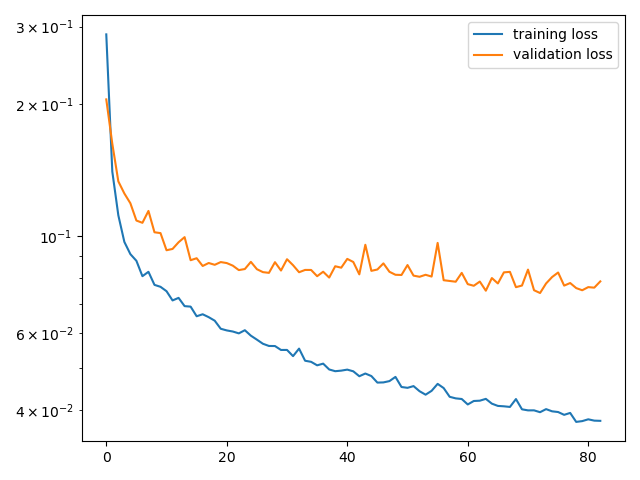 training loss
validation loss
3 × 10⁻¹
2 × 10⁻¹
10⁻¹
6 × 10⁻²
4 × 10⁻²
0 20 40 60 80